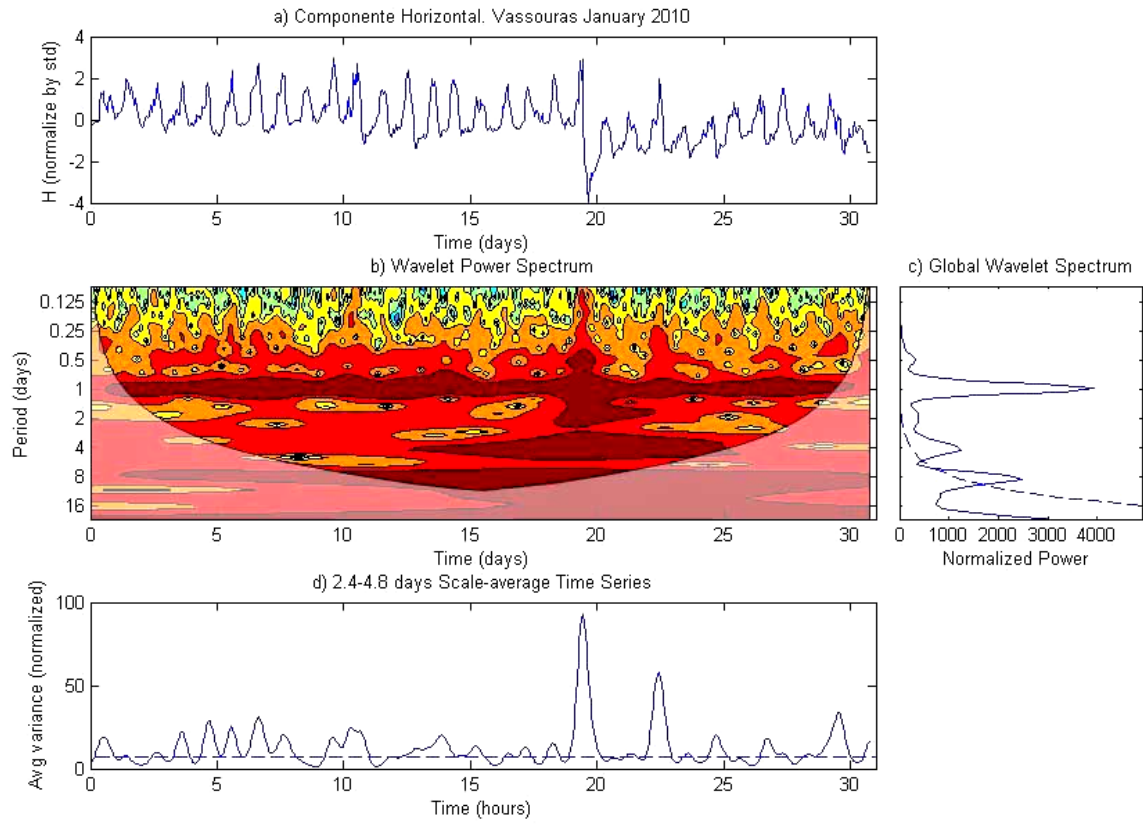 a) Componente Horizontal. Vassouras January 2010
H (normalize by std)
4
2
0
-2
-4
0 5 10 15 20 25 30
Time (days)
b) Wavelet Power Spectrum
Period (days)
0.125
0.25
0.5
1
2
4
8
16
0 5 10 15 20 25 30
Time (days)
c) Global Wavelet Spectrum
0 1000 2000 3000 4000
Normalized Power
d) 2.4-4.8 days Scale-average Time Series
Avg variance (normalized)
100
50
0
0 5 10 15 20 25 30
Time (hours)